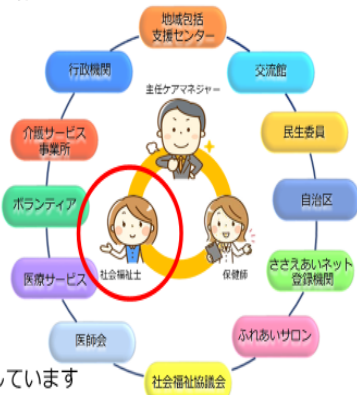 地域包括
支援センター
行政機関
交流館
主任ケアマネジャー
介護サービス
事業所
民生委員
ボランティア
自治区
社会福祉士
保健師
医療サービス
ささえあいネット
登録機関
医師会
ふれあいサロン
社会福祉協議会
しています